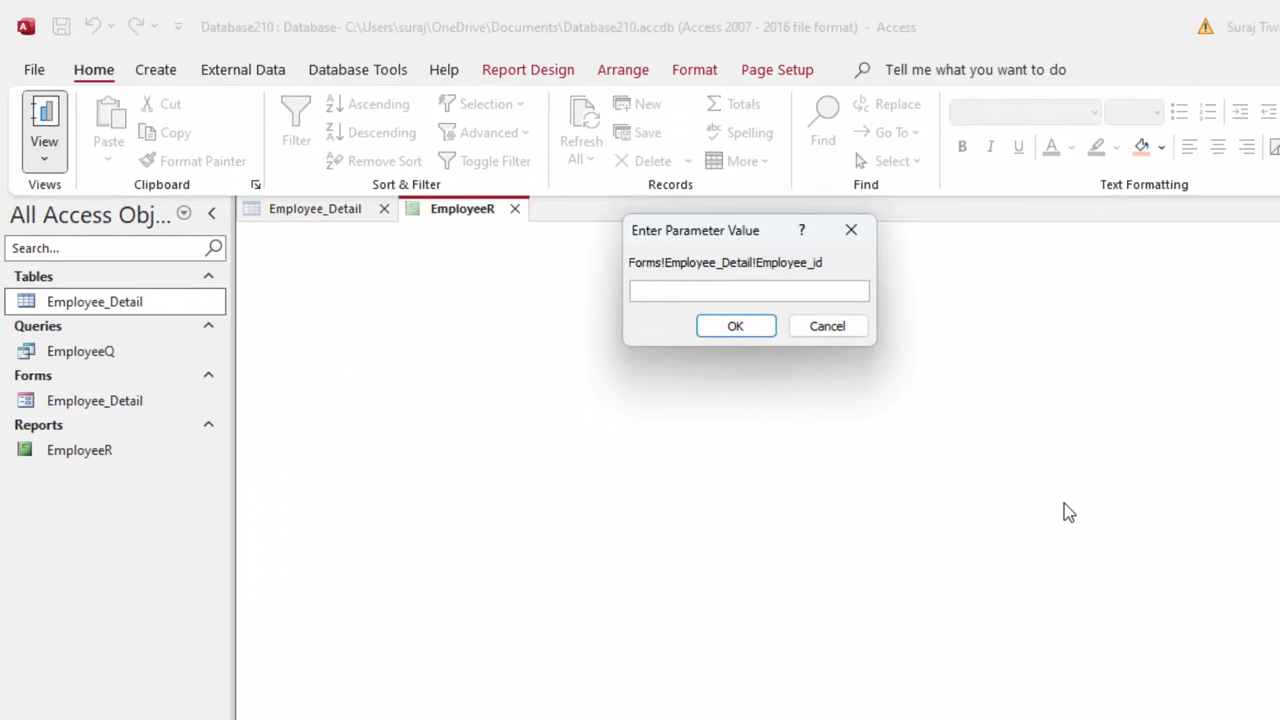 Database210 : Database- C:\Users\suraj\OneDrive\Documents\Database210.accdb (Access 2007 - 2016 file format) - Access
Suraj Tiw
File Home Create External Data Database Tools Help Report Design Arrange Format Page Setup Tell me what you want to do
View
Views
Paste
Cut
Copy
Format Painter
Clipboard
Filter
Ascending
Descending
Remove Sort
Selection
Advanced
Toggle Filter
Sort & Filter
Refresh
All
New
Save
Delete
Totals
Spelling
More
Records
Find
Replace
Go To
Select
Find
B I U A
Text Formatting
All Access Obj...
Search...
Tables
Employee_Detail
Queries
EmployeeQ
Forms
Employee_Detail
Reports
EmployeeR
Employee_Detail
EmployeeR
Enter Parameter Value ?
Forms!Employee_Detail!Employee_id
OK Cancel